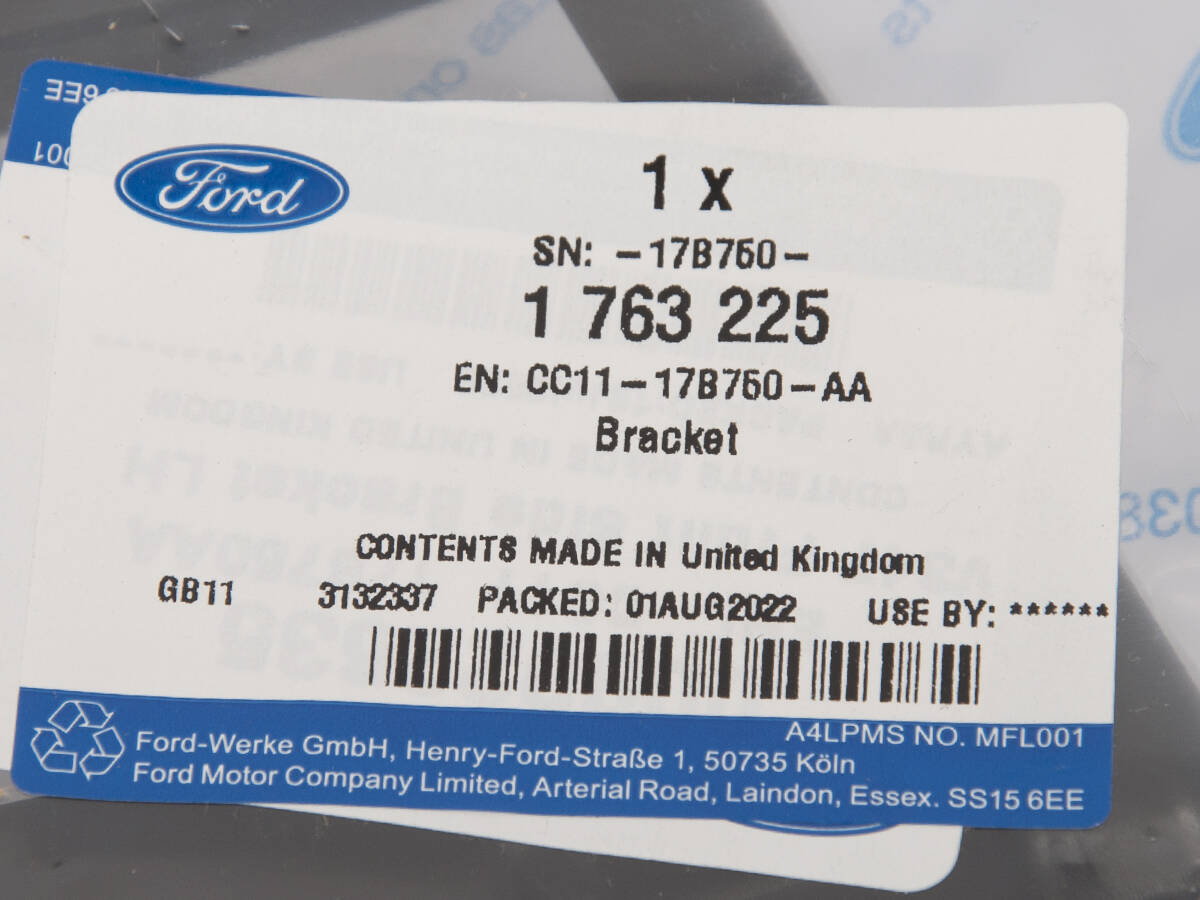 Ford
1 x
SN: -17B750-
1 763 225
EN: CC11-17B750-AA
Bracket
CONTENTS MADE IN United Kingdom
GB11 3132337 PACKED: 01AUG2022 USE BY: ******
A4LPMS NO. MFL001
Ford-Werke GmbH, Henry-Ford-Straße 1, 50735 Köln
Ford Motor Company Limited, Arterial Road, Laindon, Essex. SS15 6EE